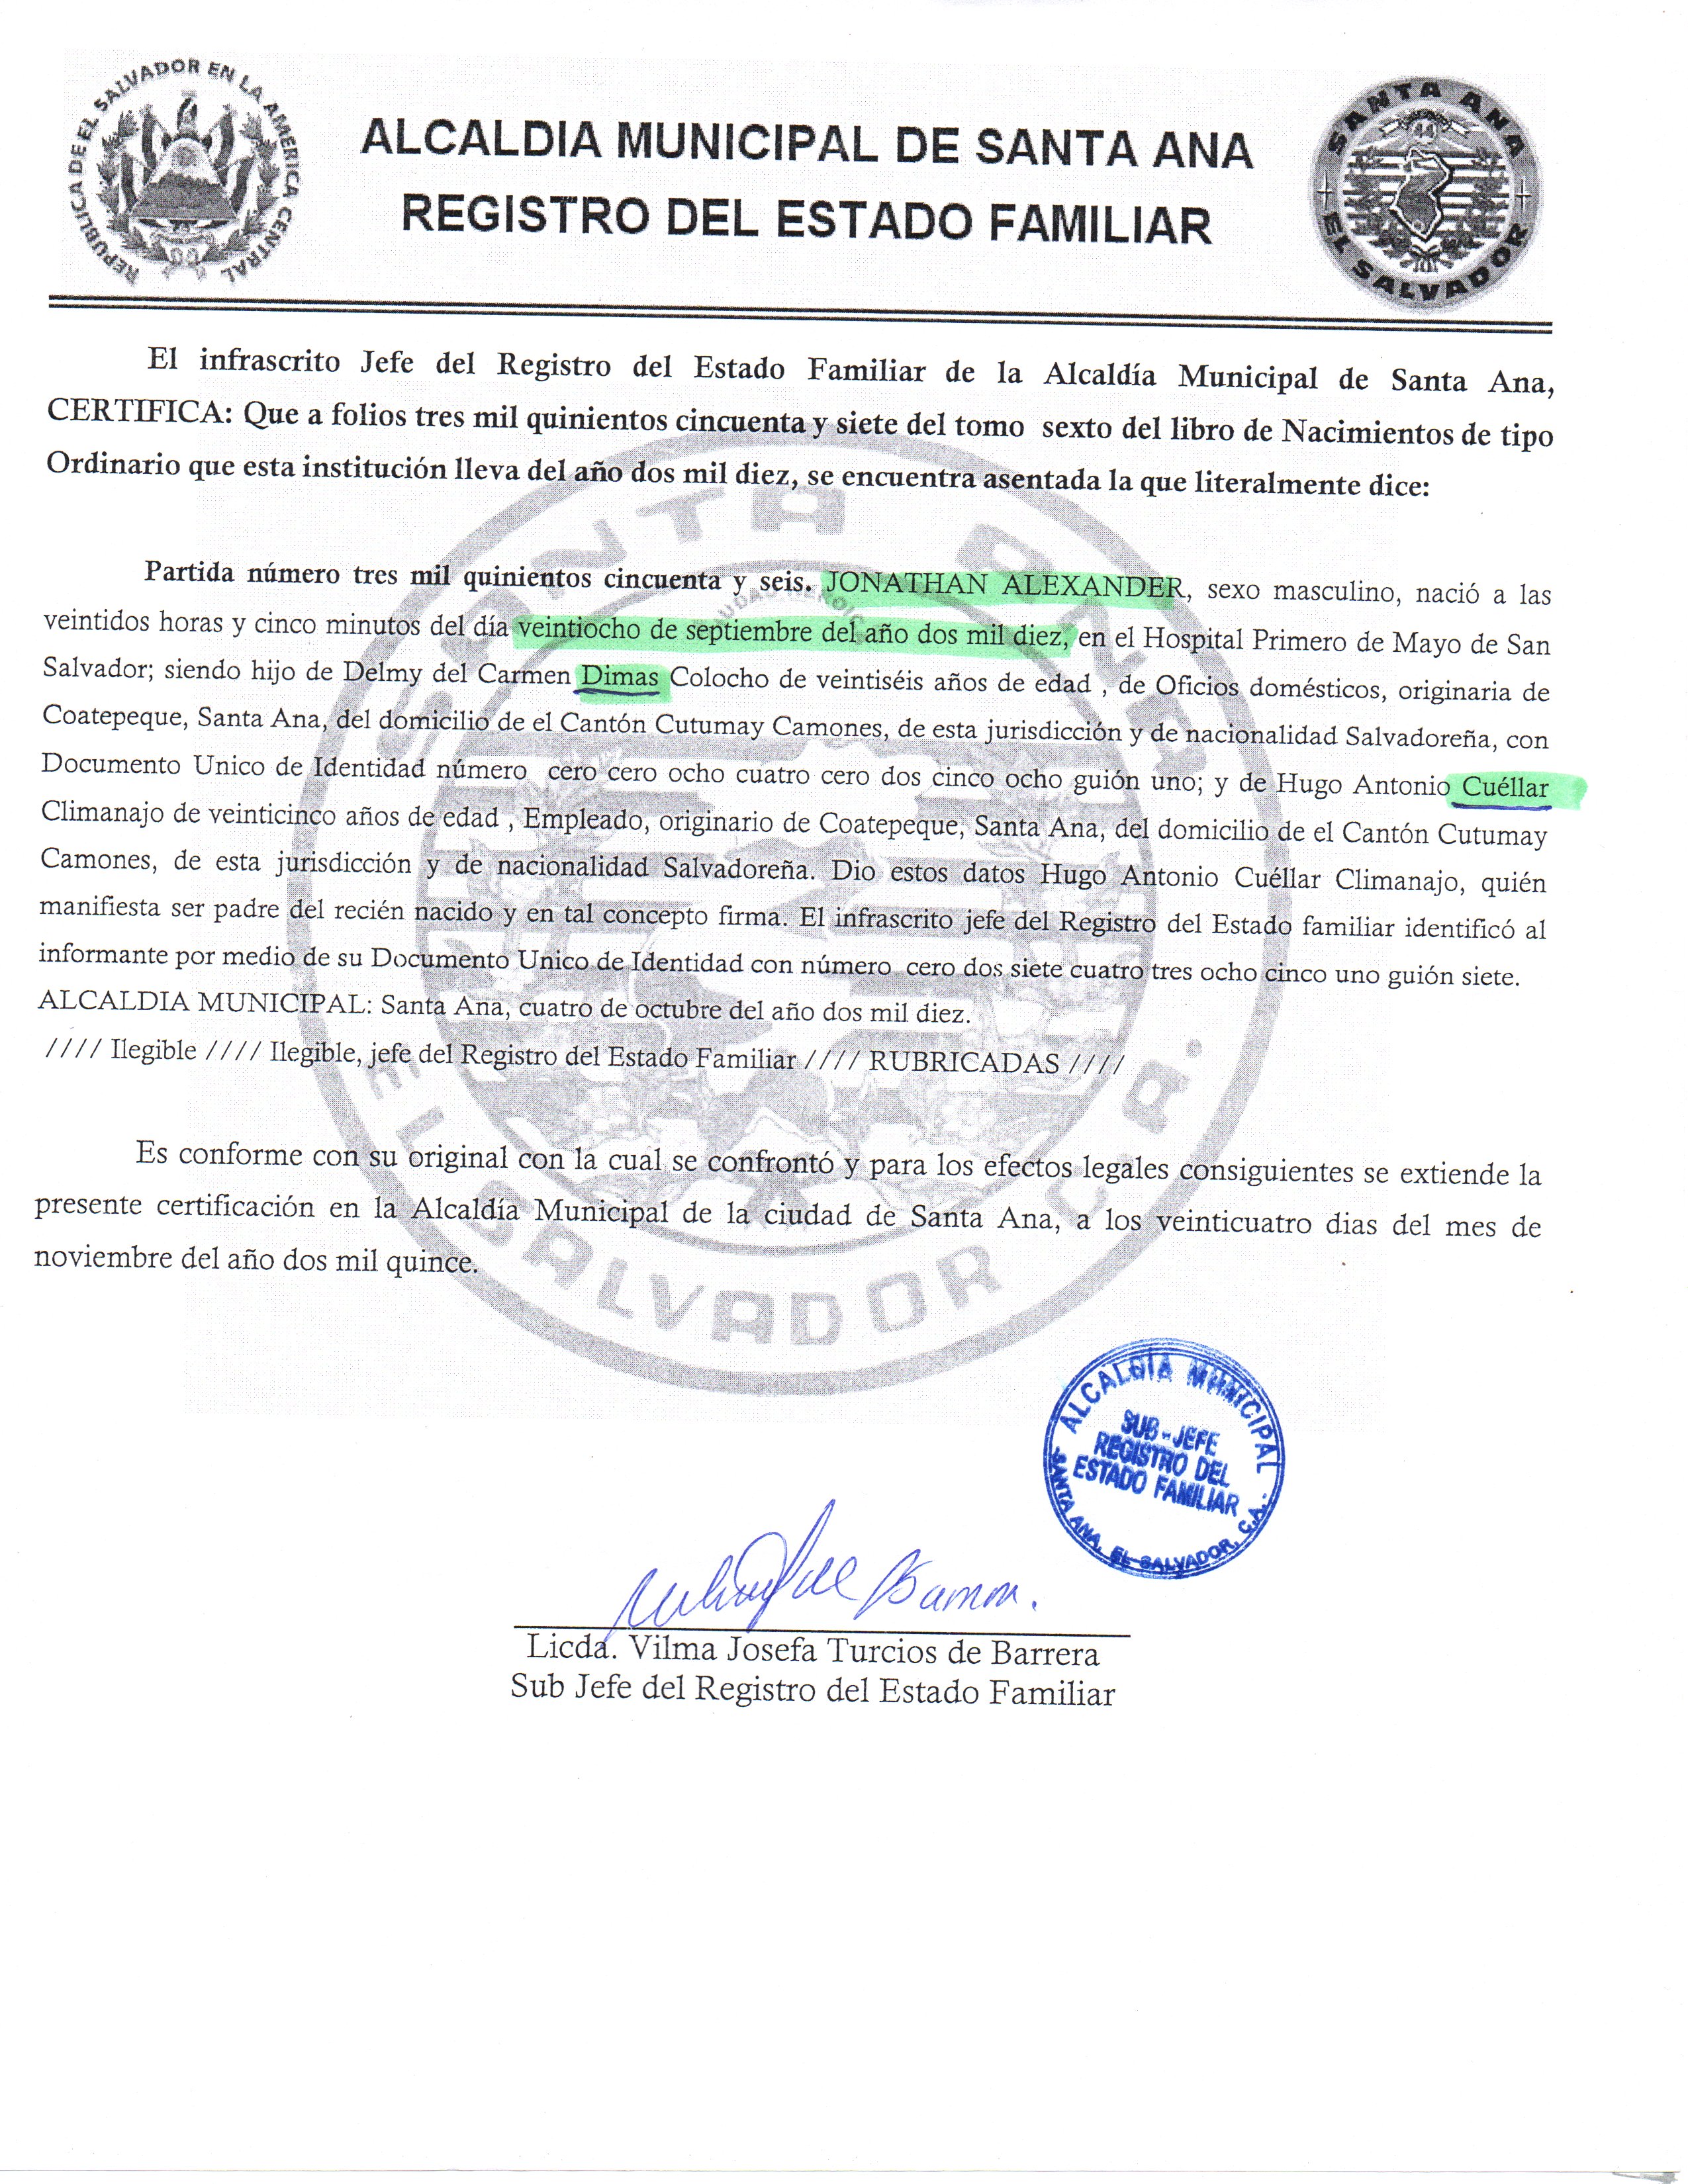 REPUBLICA DE EL SALVADOR EN LA AMERICA CENTRAL
ALCALDIA MUNICIPAL DE SANTA ANA
REGISTRO DEL ESTADO FAMILIAR
SANTA ANA
EL SALVADOR
El infrascrito Jefe del Registro del Estado Familiar de la Alcaldía Municipal de Santa Ana,
CERTIFICA: Que a folios tres mil quinientos cincuenta y siete del tomo sexto del libro de Nacimientos de tipo
Ordinario que esta institución lleva del año dos mil diez, se encuentra asentada la que literalmente dice:
Partida número tres mil quinientos cincuenta y seis. JONATHAN ALEXANDER, sexo masculino, nació a las
veintidos horas y cinco minutos del día veintiocho de septiembre del año dos mil diez, en el Hospital Primero de Mayo de San
Salvador; siendo hijo de Delmy del Carmen Dimas Colocho de veintiséis años de edad , de Oficios domésticos, originaria de
Coatepeque, Santa Ana, del domicilio de el Cantón Cutumay Camones, de esta jurisdicción y de nacionalidad Salvadoreña, con
Documento Unico de Identidad número cero cero ocho cuatro cero dos cinco ocho guión uno; y de Hugo Antonio Cuéllar
Climanajo de veinticinco años de edad , Empleado, originario de Coatepeque, Santa Ana, del domicilio de el Cantón Cutumay
Camones, de esta jurisdicción y de nacionalidad Salvadoreña. Dio estos datos Hugo Antonio Cuéllar Climanajo, quién
manifiesta ser padre del recién nacido y en tal concepto firma. El infrascrito jefe del Registro del Estado familiar identificó al
informante por medio de su Documento Unico de Identidad con número cero dos siete cuatro tres ocho cinco uno guión siete.
ALCALDIA MUNICIPAL: Santa Ana, cuatro de octubre del año dos mil diez.
//// Ilegible //// Ilegible, jefe del Registro del Estado Familiar //// RUBRICADAS ////
Es conforme con su original con la cual se confrontó y para los efectos legales consiguientes se extiende la
presente certificación en la Alcaldía Municipal de la ciudad de Santa Ana, a los veinticuatro dias del mes de
noviembre del año dos mil quince.
SANTA ANA
EL SALVADOR C. A.
ALCALDÍA MUNICIPAL
SUB-JEFE
REGISTRO DEL
ESTADO FAMILIAR
SANTA ANA, EL SALVADOR, C.A.
Licda. Vilma Josefa Turcios de Barrera
Sub Jefe del Registro del Estado Familiar